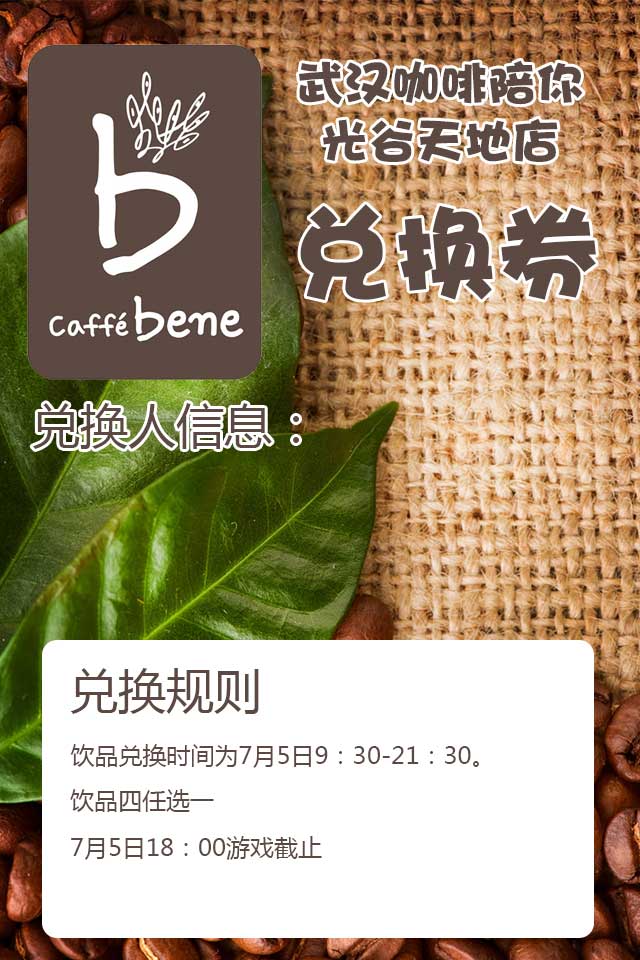 武汉咖啡陪你
光谷天地店
兑换券
b
Caffé bene
兑换人信息：
兑换规则
饮品兑换时间为7月5日9：30-21：30。
饮品四任选一
7月5日18：00游戏截止